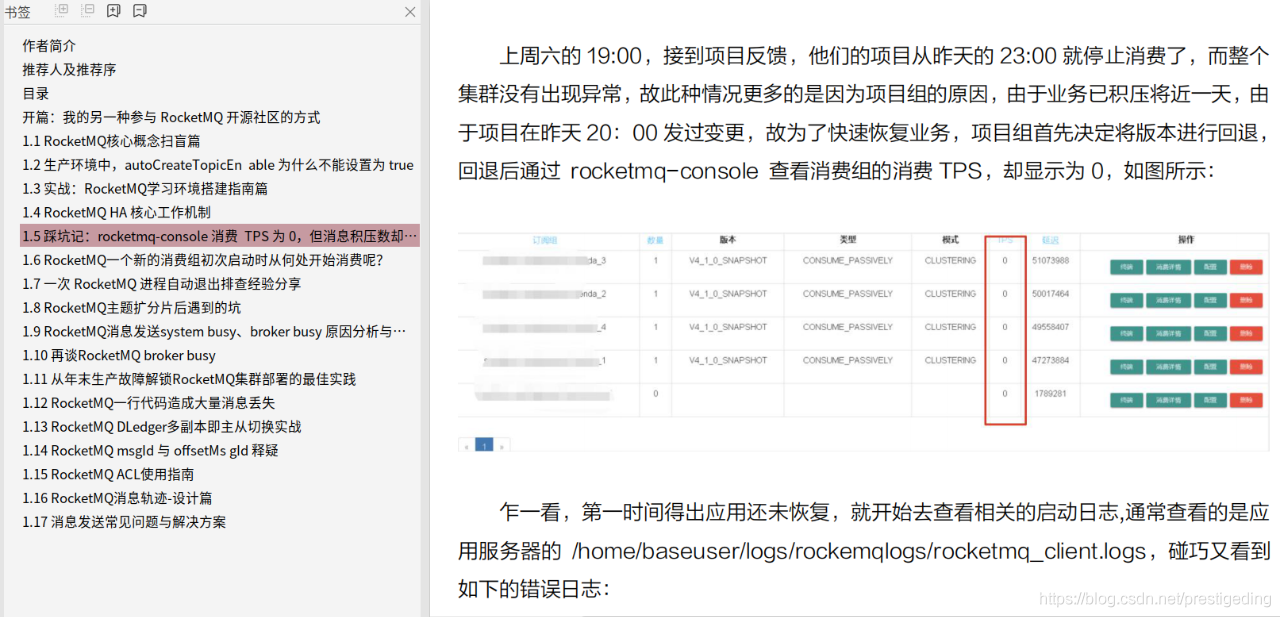 书签
作者简介
推荐人及推荐序
目录
开篇：我的另一种参与 RocketMQ 开源社区的方式
1.1 RocketMQ核心概念扫盲篇
1.2 生产环境中，autoCreateTopicEn able 为什么不能设置为 true
1.3 实战：RocketMQ学习环境搭建指南篇
1.4 RocketMQ HA 核心工作机制
1.5 踩坑记：rocketmq-console 消费 TPS 为 0，但消息积压数却···
1.6 RocketMQ一个新的消费组初次启动时从何处开始消费呢？
1.7 一次 RocketMQ 进程自动退出排查经验分享
1.8 RocketMQ主题扩分片后遇到的坑
1.9 RocketMQ消息发送system busy、broker busy 原因分析与···
1.10 再谈RocketMQ broker busy
1.11 从年末生产故障解锁RocketMQ集群部署的最佳实践
1.12 RocketMQ一行代码造成大量消息丢失
1.13 RocketMQ DLedger多副本即主从切换实战
1.14 RocketMQ msgId 与 offsetMs gId 释疑
1.15 RocketMQ ACL使用指南
1.16 RocketMQ消息轨迹-设计篇
1.17 消息发送常见问题与解决方案
上周六的 19:00，接到项目反馈，他们的项目从昨天的 23:00 就停止消费了，而整个
集群没有出现异常，故此种情况更多的是因为项目组的原因，由于业务已积压将近一天，由
于项目在昨天 20：00 发过变更，故为了快速恢复业务，项目组首先决定将版本进行回退，
回退后通过 rocketmq-console 查看消费组的消费 TPS，却显示为 0，如图所示：
订阅组 数量 版本 类型 模式 TPS 延迟 操作
da_3 1 V4_1_0_SNAPSHOT CONSUME_PASSIVELY CLUSTERING 0 51073988 终端 消费详情 配置 删除
nda_2 1 V4_1_0_SNAPSHOT CONSUME_PASSIVELY CLUSTERING 0 50017464 终端 消费详情 配置 删除
_4 1 V4_1_0_SNAPSHOT CONSUME_PASSIVELY CLUSTERING 0 49558407 终端 消费详情 配置 删除
_1 1 V4_1_0_SNAPSHOT CONSUME_PASSIVELY CLUSTERING 0 47273884 终端 消费详情 配置 删除
0 0 1789281 终端 消费详情 配置 删除
« 1 »
乍一看，第一时间得出应用还未恢复，就开始去查看相关的启动日志,通常查看的是应
用服务器的 /home/baseuser/logs/rockemqlogs/rocketmq_client.logs，碰巧又看到
如下的错误日志：
https://blog.csdn.net/prestigeding